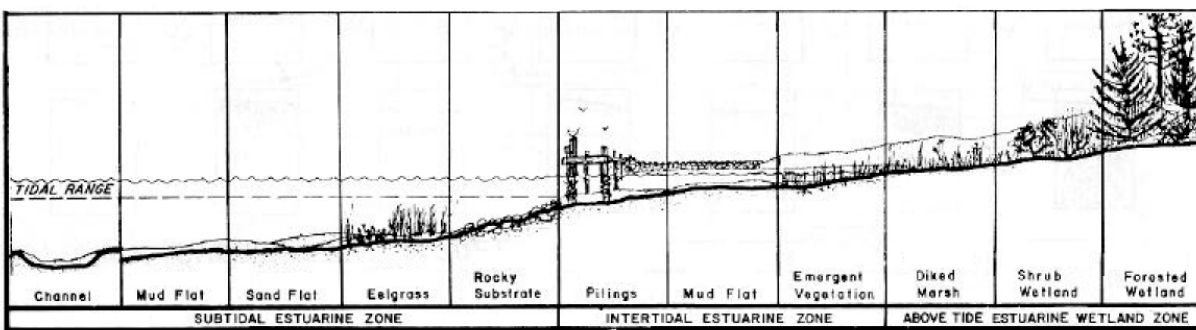 TIDAL RANGE
Channel
Mud Flat
Sand Flat
Eelgrass
Rocky
Substrate
Pilings
Mud Flat
Emergent
Vegetation
Diked
Marsh
Shrub
Wetland
Forested
Wetland
SUBTIDAL ESTUARINE ZONE
INTERTIDAL ESTUARINE ZONE
ABOVE TIDE ESTUARINE WETLAND ZONE